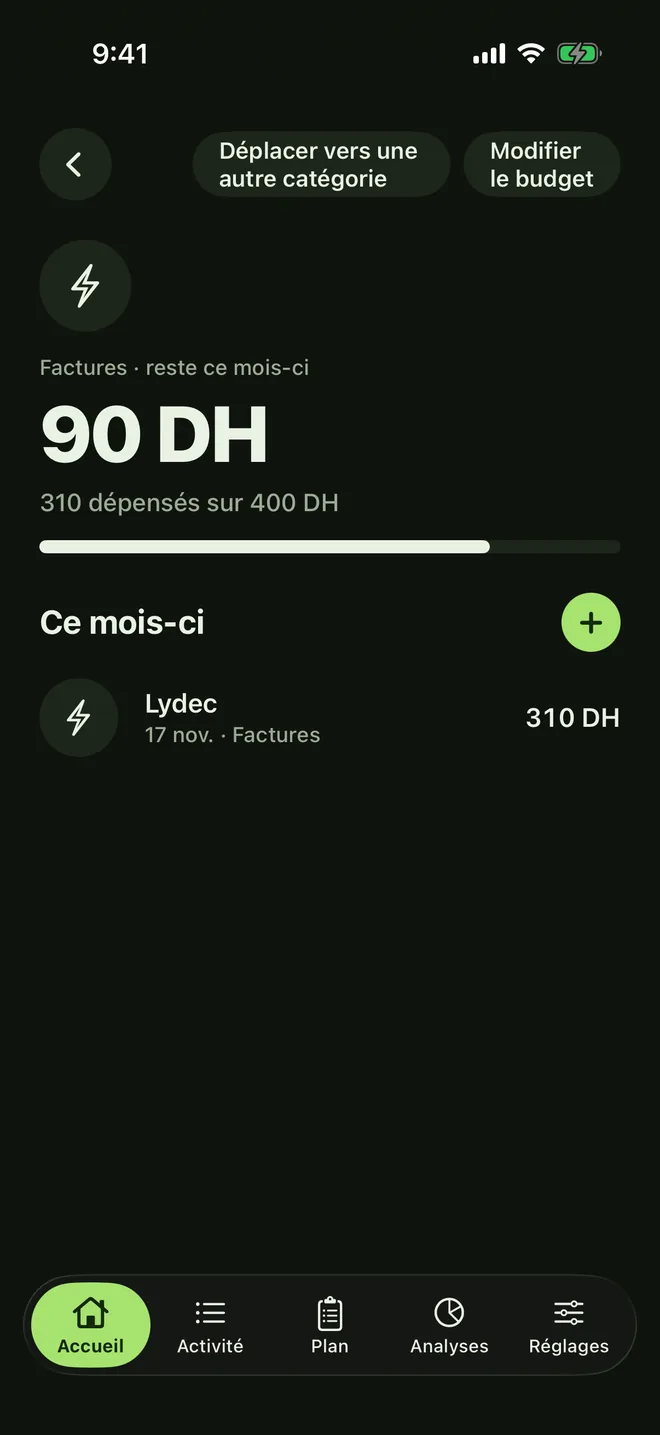 9:41
Déplacer vers une
autre catégorie
Modifier
le budget
Factures · reste ce mois-ci
90 DH
310 dépensés sur 400 DH
Ce mois-ci
Lydec
310 DH
17 nov. · Factures
Accueil
Activité
Plan
Analyses
Réglages